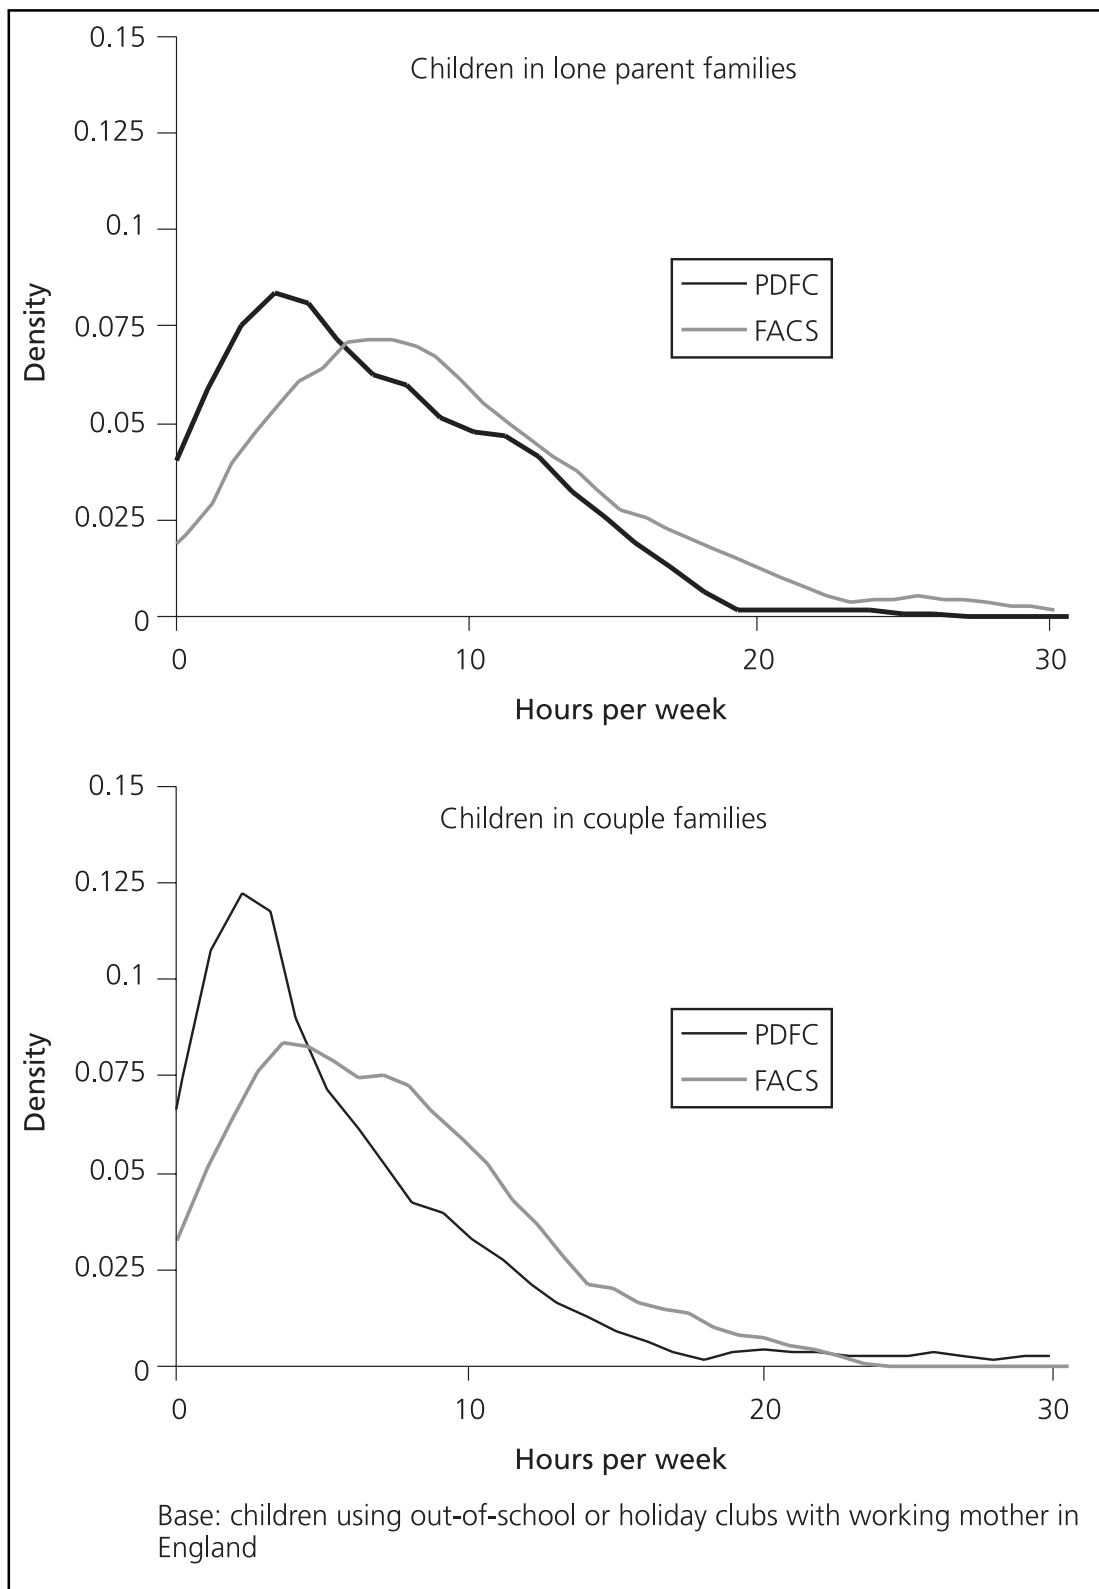 Children in lone parent families
0.15
0.125
0.1
0.075
0.05
0.025
0
Density
PDFC
FACS
0
10
20
30
Hours per week
Children in couple families
0.15
0.125
0.1
0.075
0.05
0.025
0
Density
PDFC
FACS
0
10
20
30
Hours per week
Base: children using out-of-school or holiday clubs with working mother in
England